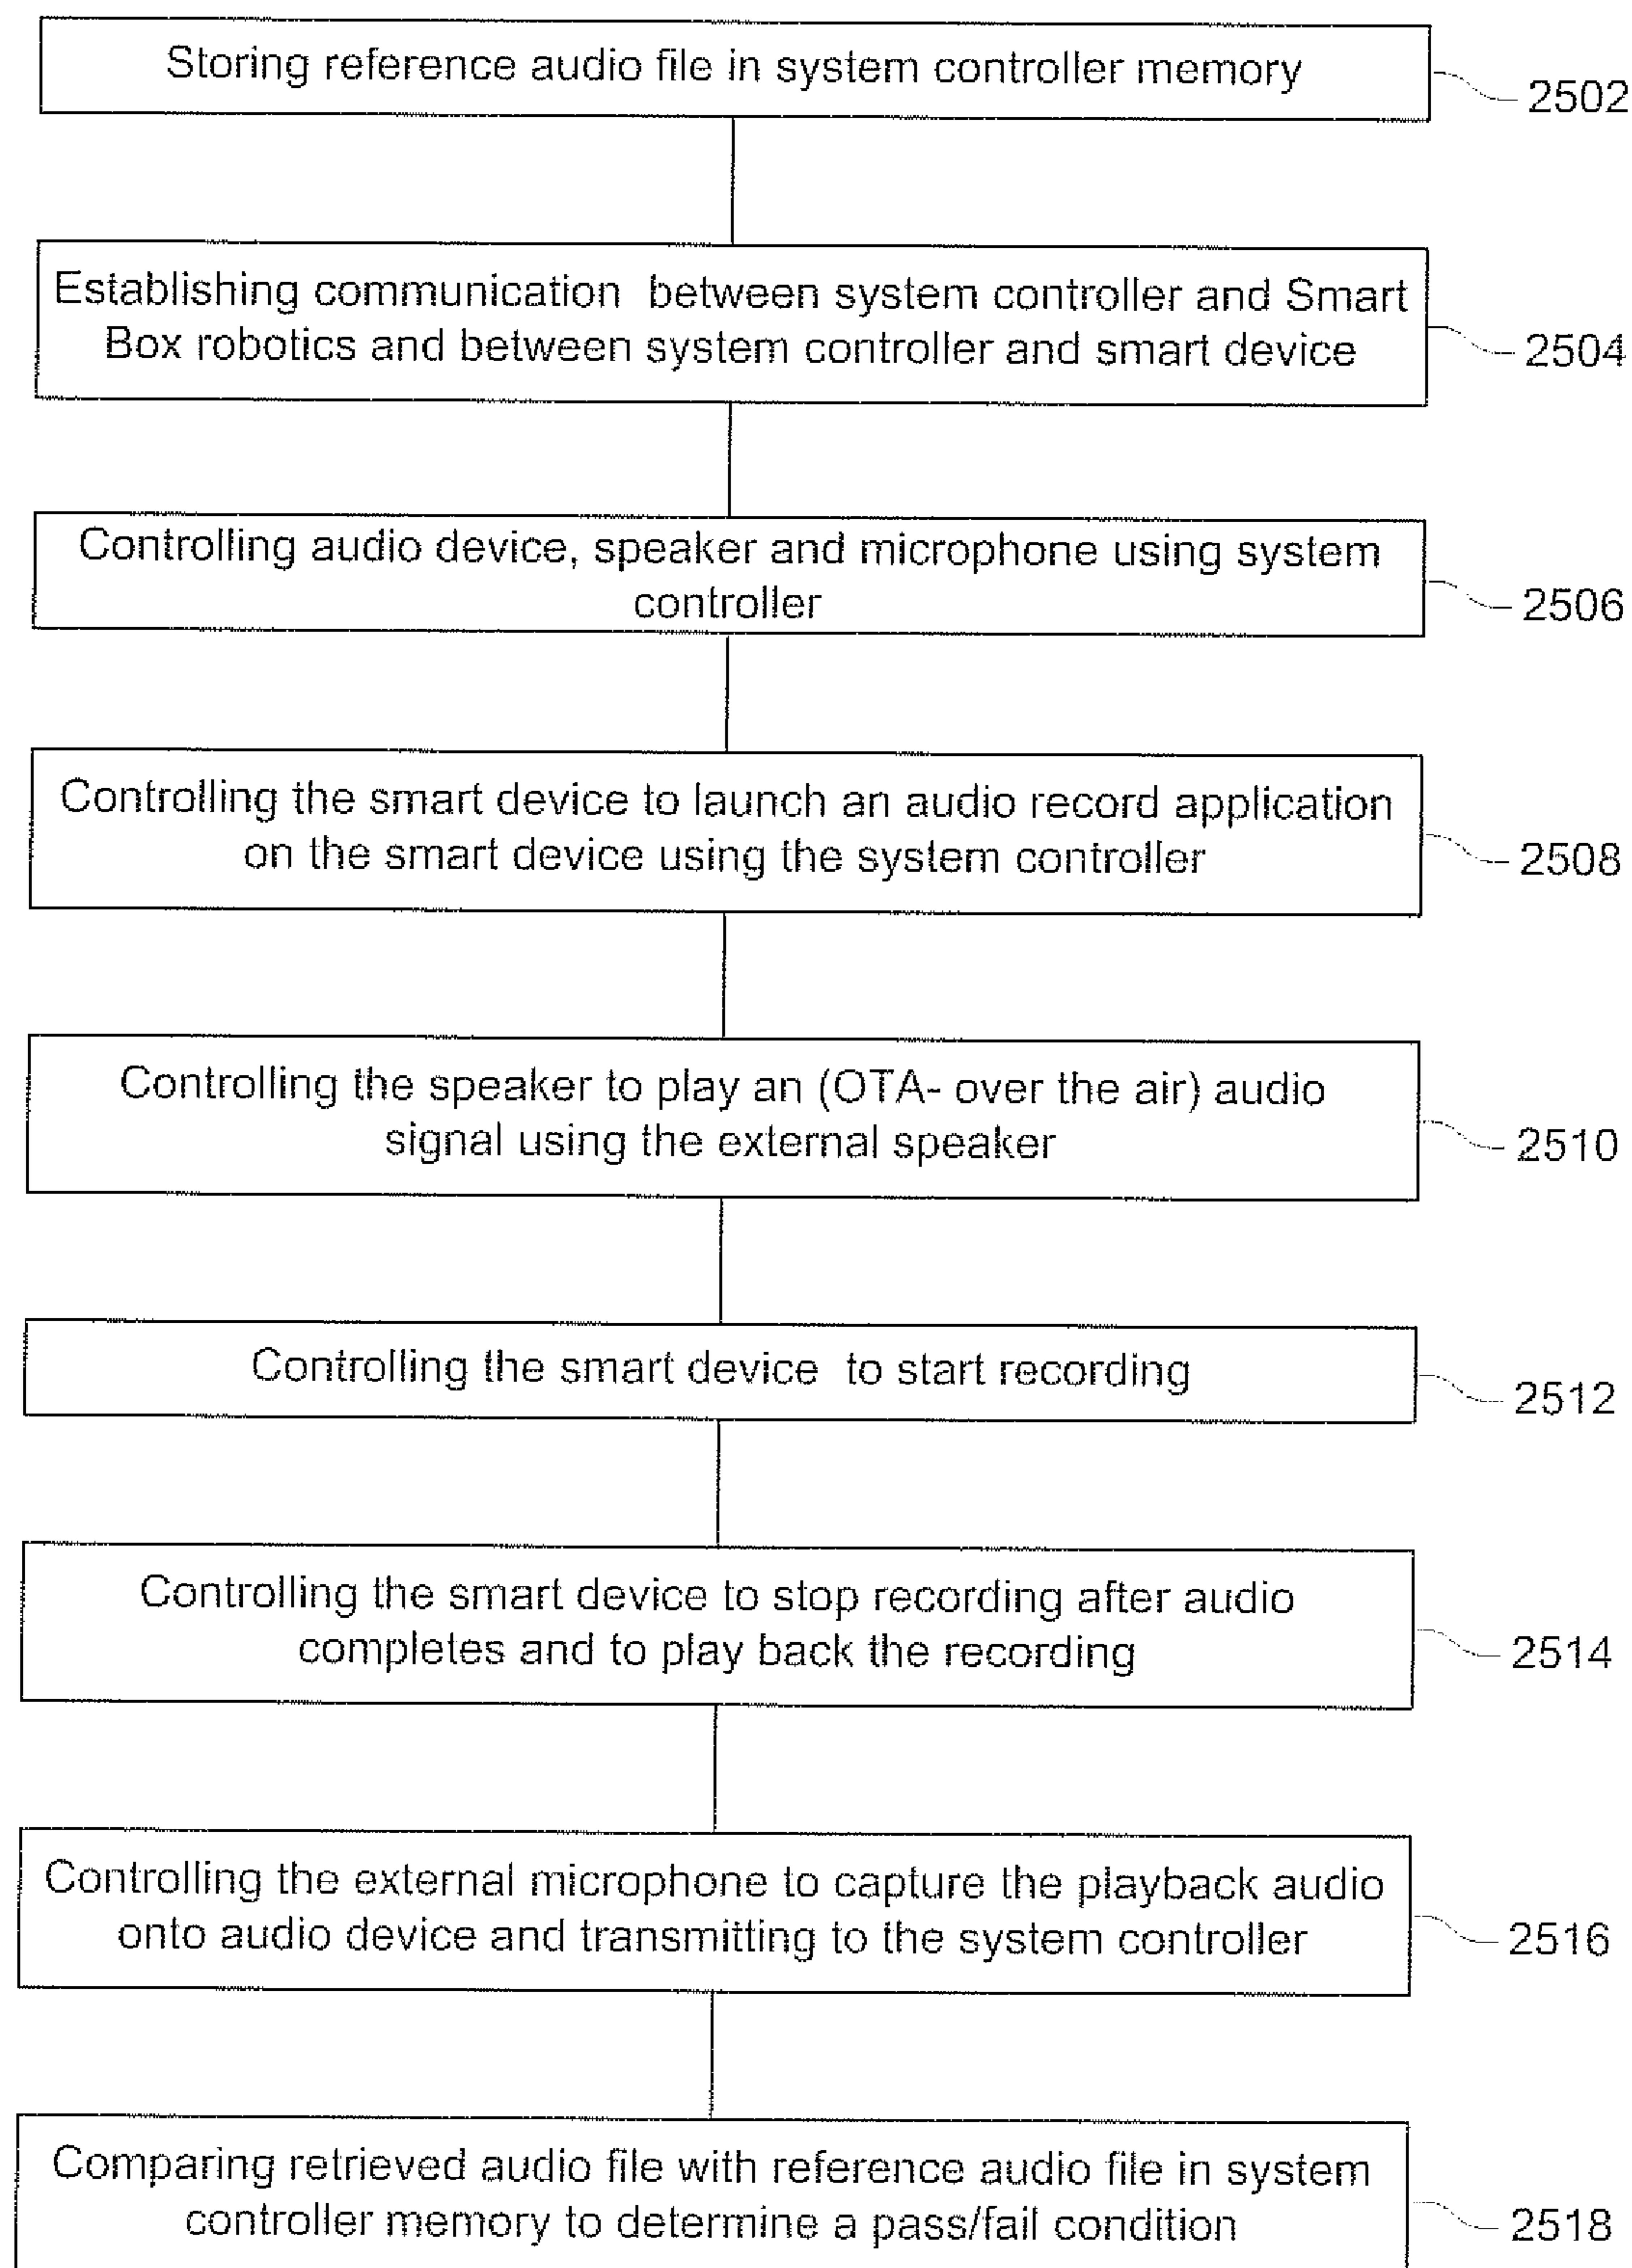 Storing reference audio file in system controller memory
2502
Establishing communication between system controller and Smart
Box robotics and between system controller and smart device
2504
Controlling audio device, speaker and microphone using system
controller
2506
Controlling the smart device to launch an audio record application
on the smart device using the system controller
2508
Controlling the speaker to play an (OTA- over the air) audio
signal using the external speaker
2510
Controlling the smart device to start recording
2512
Controlling the smart device to stop recording after audio
completes and to play back the recording
2514
Controlling the external microphone to capture the playback audio
onto audio device and transmitting to the system controller
2516
Comparing retrieved audio file with reference audio file in system
controller memory to determine a pass/fail condition
2518